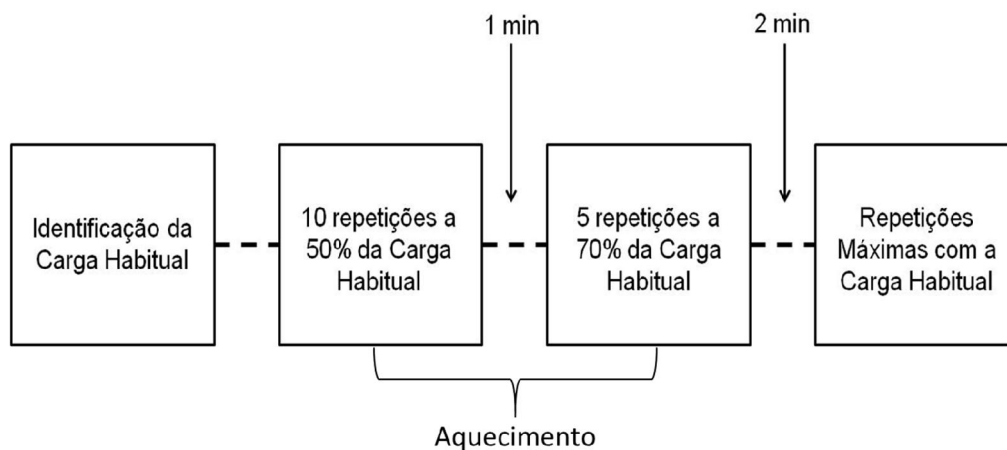 1 min
2 min
Identificação da
Carga Habitual
10 repetições a
50% da Carga
Habitual
5 repetições a
70% da Carga
Habitual
Repetições
Máximas com a
Carga Habitual
Aquecimento